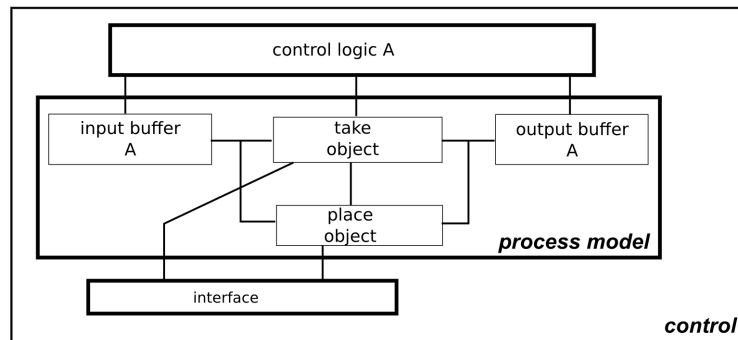 control logic A
input buffer
A
take
object
output buffer
A
place
object
process model
interface
control